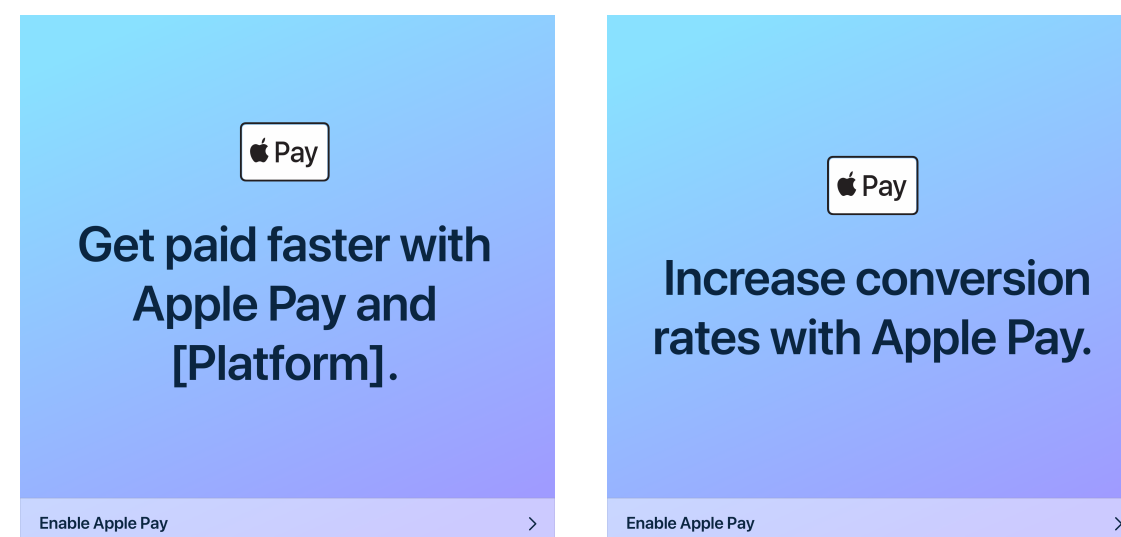 Pay
Get paid faster with
Apple Pay and
[Platform].
Enable Apple Pay
Pay
Increase conversion
rates with Apple Pay.
Enable Apple Pay